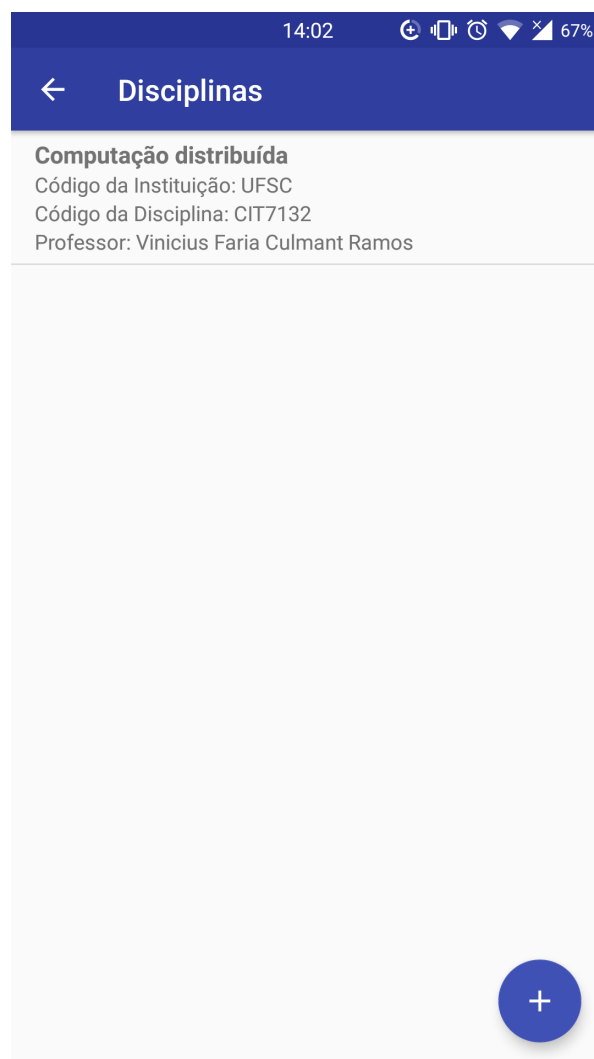 14:02 67%
Disciplinas
Computação distribuída
Código da Instituição: UFSC
Código da Disciplina: CIT7132
Professor: Vinicius Faria Culmant Ramos
+